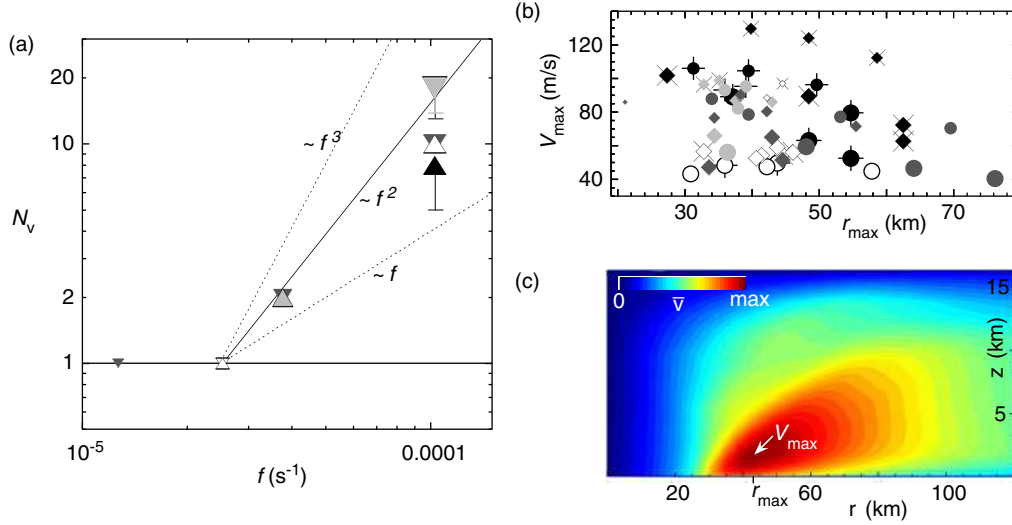 (a)
20
10
5
2
1
N_v
~ f^3
~ f^2
~ f
10^-5
0.0001
f (s^-1)
(b)
V_max (m/s)
120
80
40
30
50
70
r_max (km)
(c)
0
v̅
max
15
5
z (km)
V_max
20
r_max
60
100
r (km)